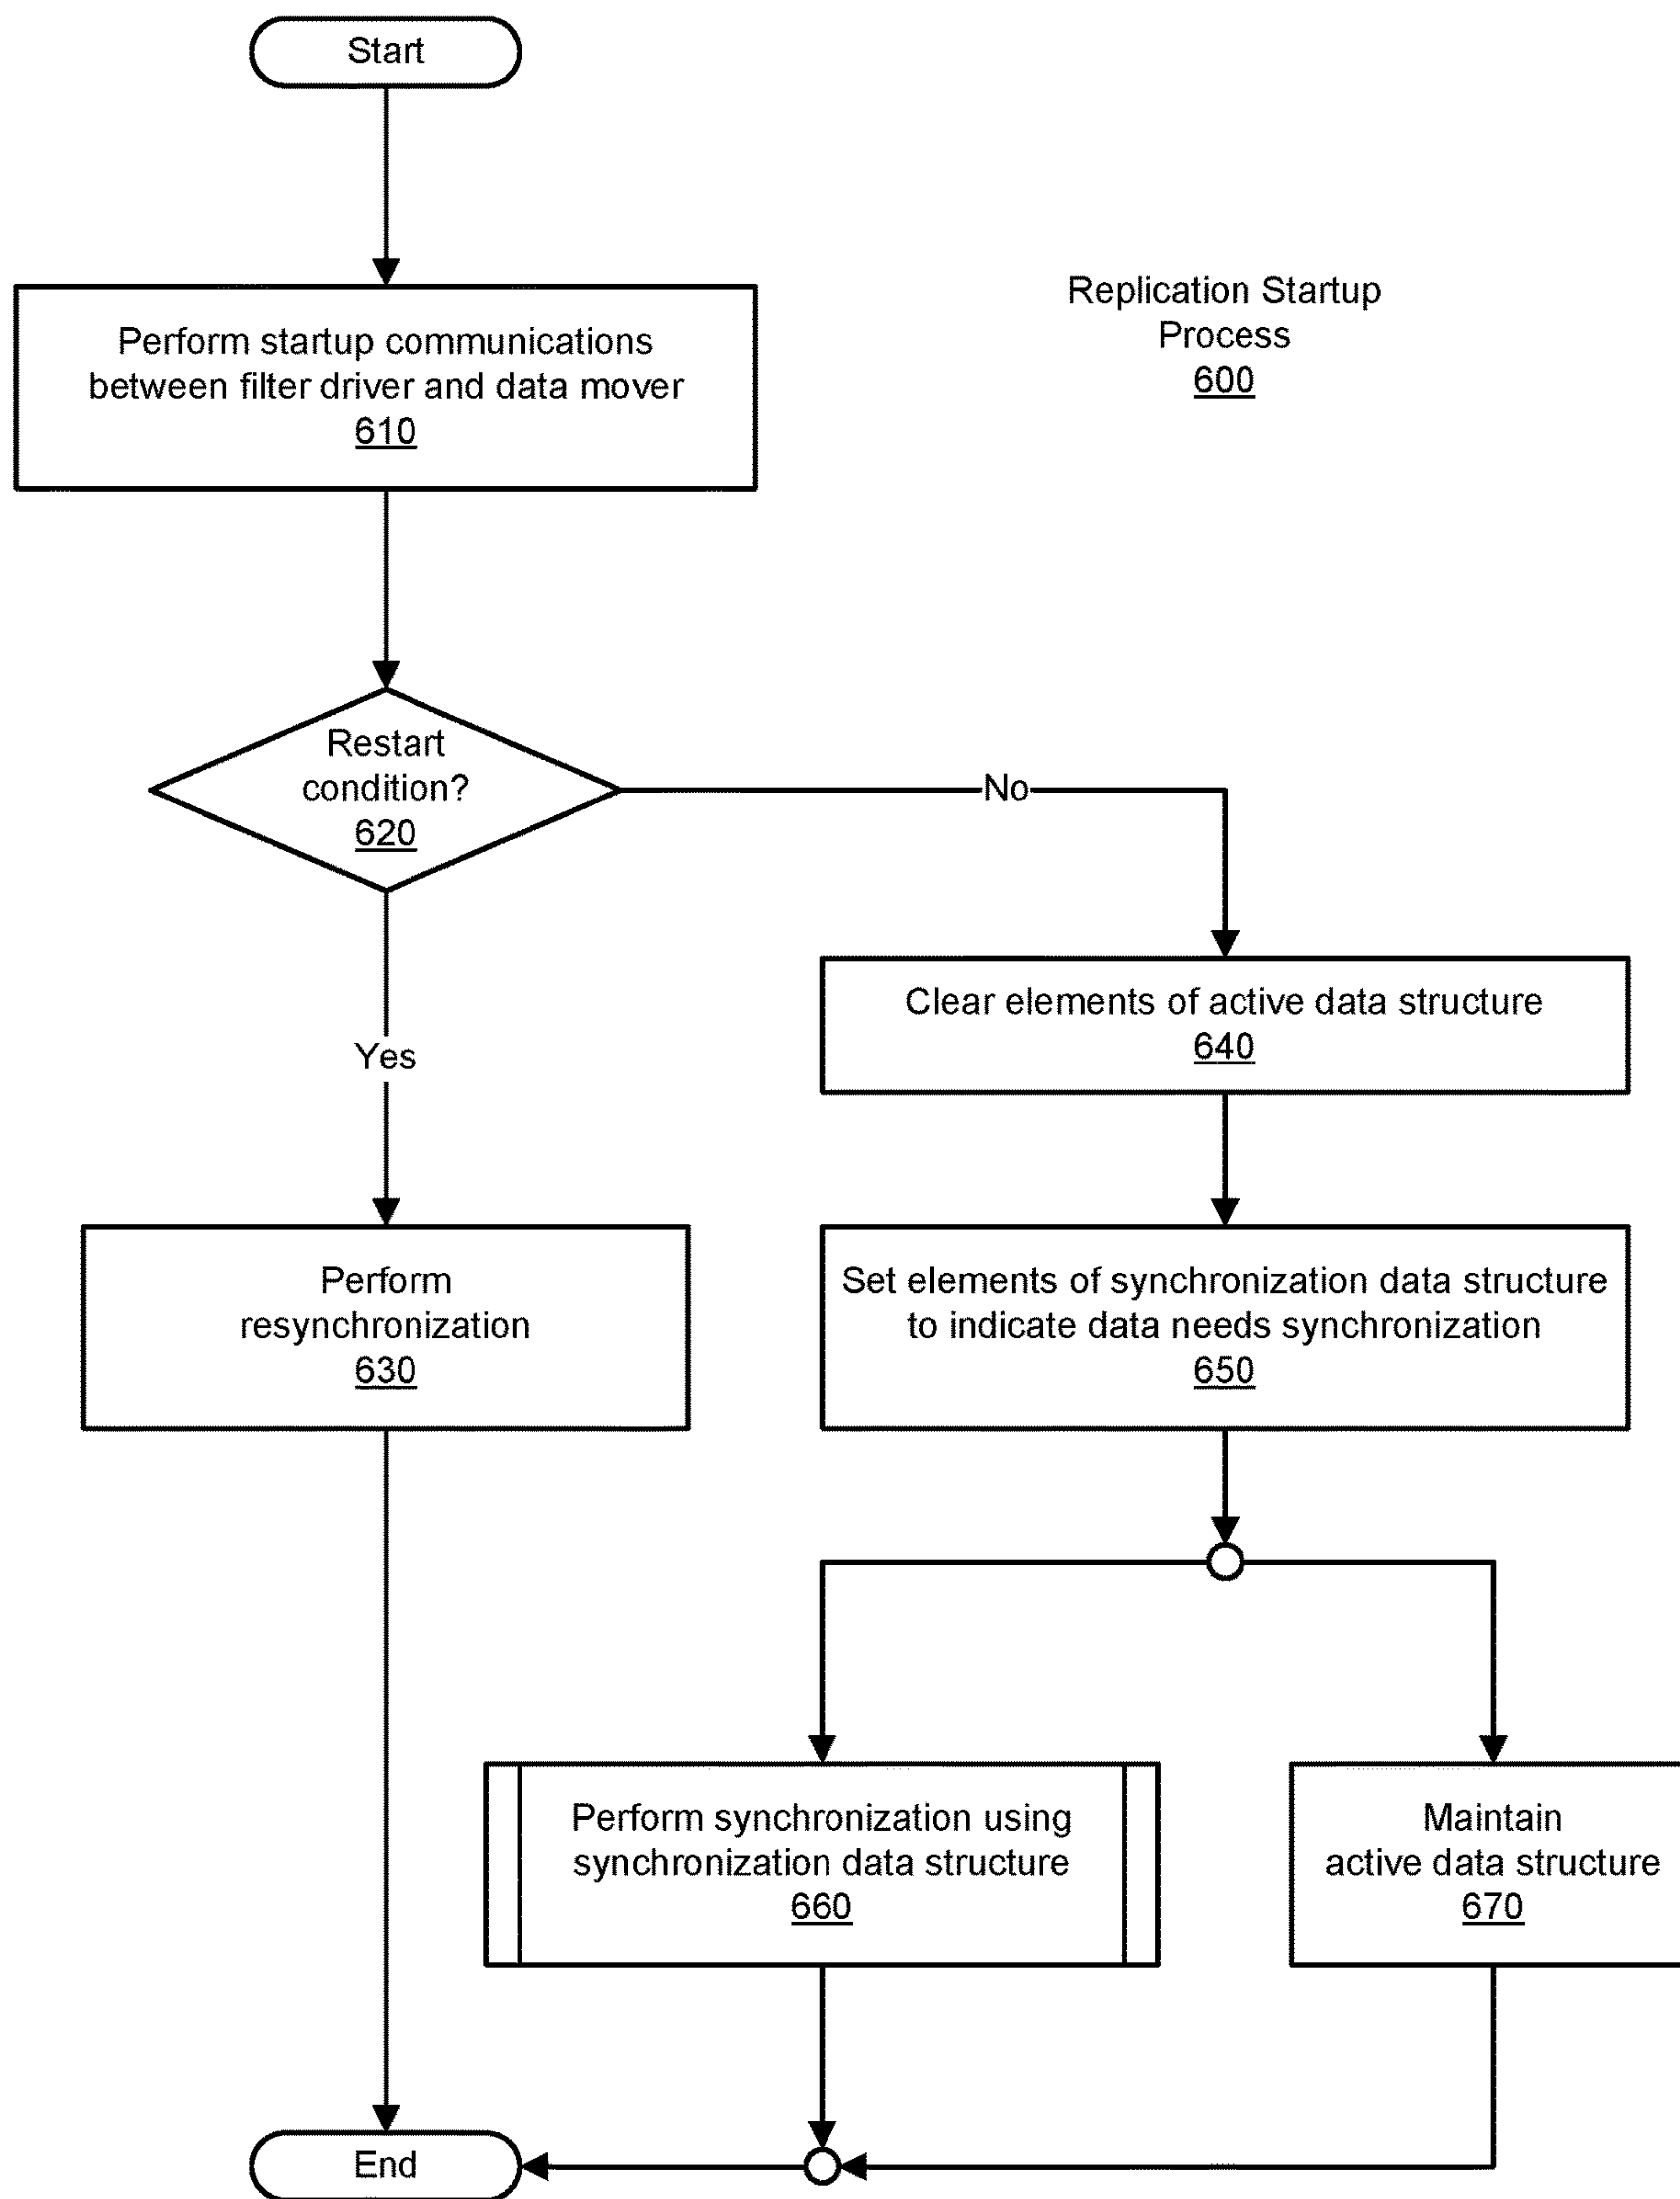 Start
Perform startup communications
between filter driver and data mover
610
Replication Startup
Process
600
Restart
condition?
620
No
Yes
Clear elements of active data structure
640
Perform
resynchronization
630
Set elements of synchronization data structure
to indicate data needs synchronization
650
Perform synchronization using
synchronization data structure
660
Maintain
active data structure
670
End